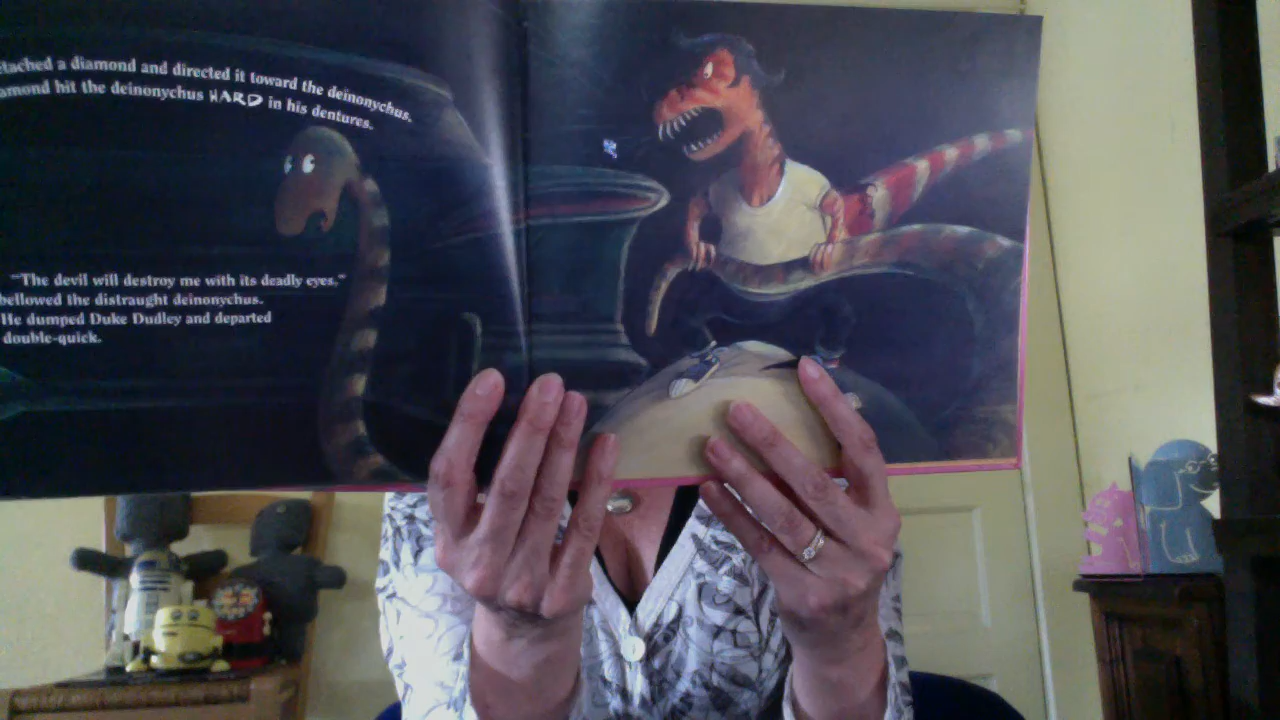 tached a diamond and directed it toward the deinonychus.
amond hit the deinonychus HARD in his dentures.
"The devil will destroy me with its deadly eyes,"
bellowed the distraught deinonychus.
He dumped Duke Dudley and departed
double-quick.